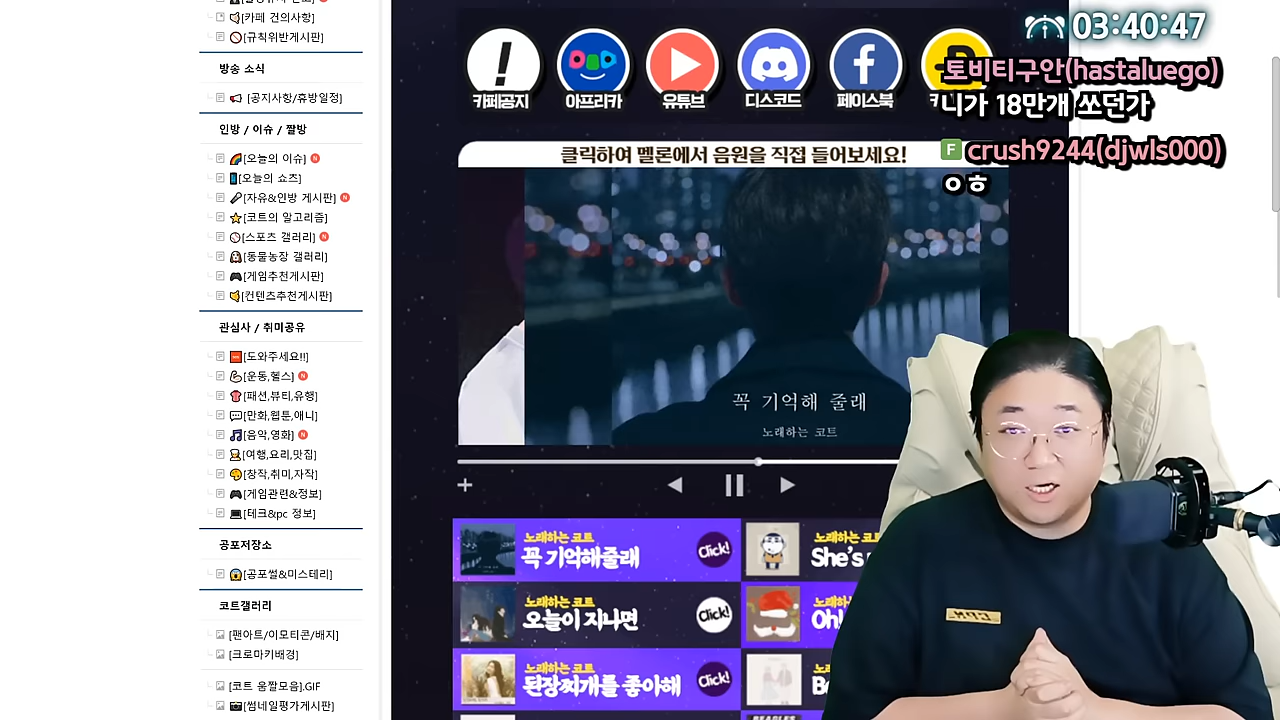 [카페 건의사항]
[규칙위반게시판]
방송 소식
[공지사항/휴방일정]
인방 / 이슈 / 짤방
[오늘의 이슈] N
[오늘의 쇼츠]
게시판] N
[코트의 알고리즘]
[스포츠 갤러리] N
[동물농장 갤러리]
[게임추천게시판]
[컨텐츠추천게시판]
관심사 / 취미공유
[도와주세요!!]
[운동,헬스] N
[패션,뷰티,유행]
[만화,웹툰,애니]
[음악,영화] N
[여행,요리,맛집]
[창작,취미,자작]
[게임관련&정보]
[테크&pc 정보]
공포저장소
[공포썰&미스테리]
코트갤러리
[팬아트/이모티콘/배지]
[크로마키배경]
[코트 움짤모음].GIF
[썸네일평가게시판]
카페공지
아프리카
유튜브
디스코드
페이스북
클릭하여 멜론에서 음원을 직접 들어보세요!
꼭 기억해 줄래
노래하는 코트
노래하는 코트
꼭 기억해줄래
Click!
노래하는 코트
She's
노래하는 코트
오늘이 지나면
Click!
노래하는 코트
된장찌개를 좋아해
Click!
03:40:47
토비티구안(hastaluego)
니가 18만개 쏘던가
F crush9244(djwls000)
ㅇㅎ